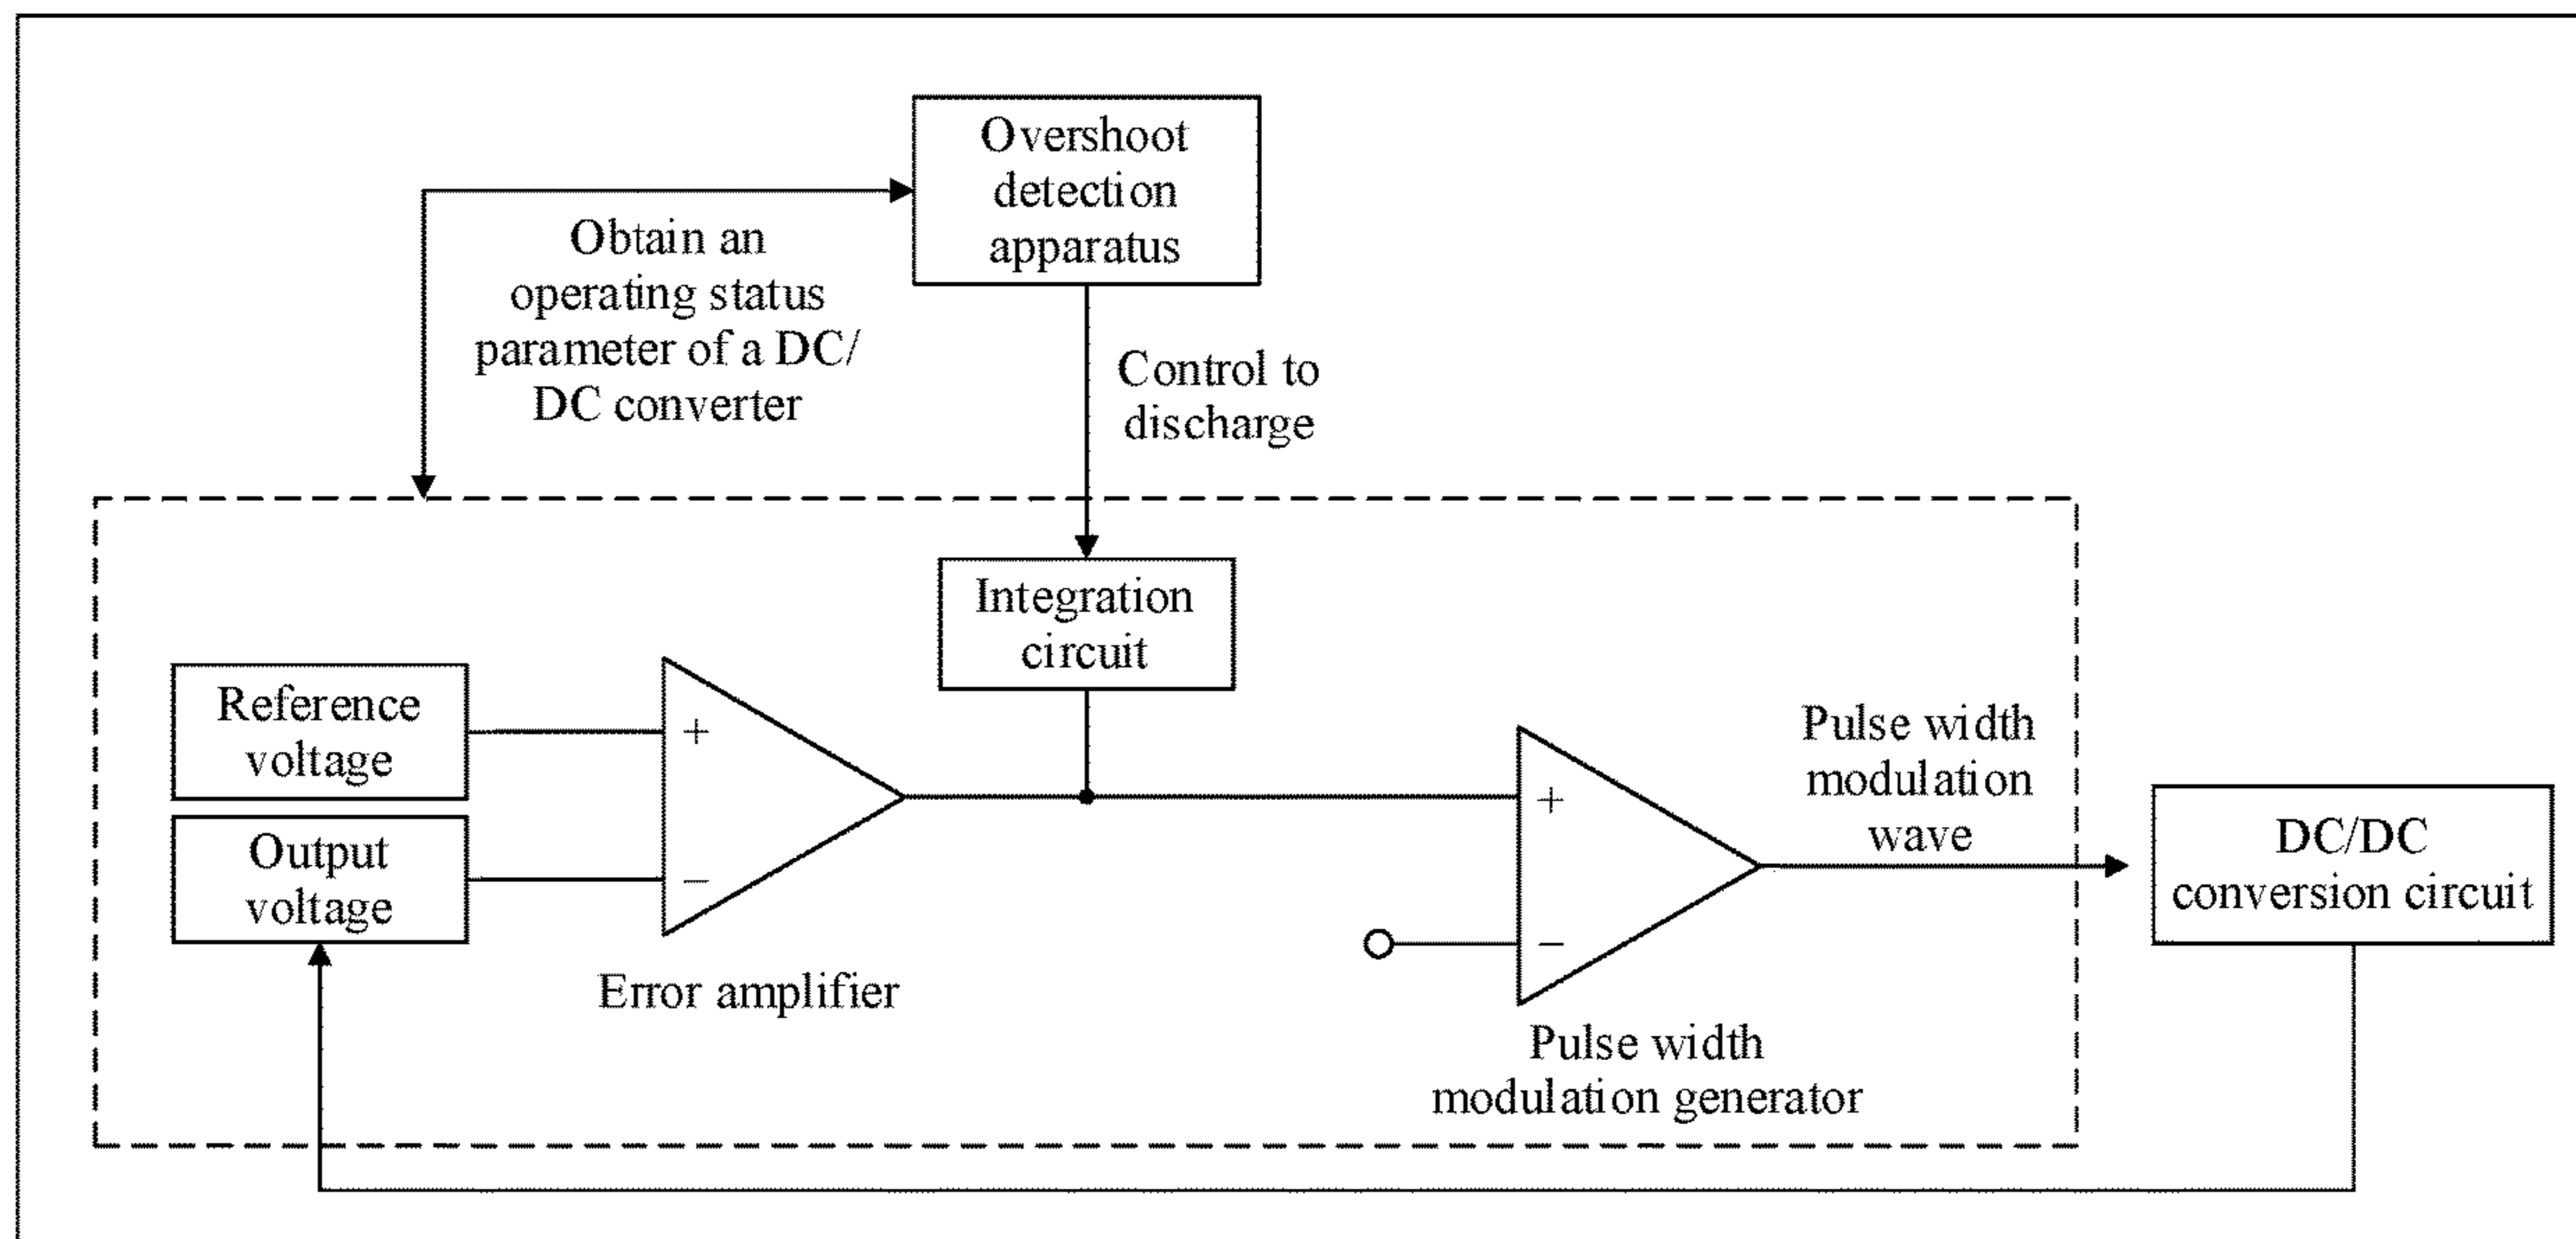 Overshoot
detection
apparatus
Obtain an
operating status
parameter of a DC/
DC converter
Control to
discharge
Integration
circuit
Reference
voltage
+
Output
voltage
−
Error amplifier
+
−
Pulse width
modulation generator
Pulse width
modulation
wave
DC/DC
conversion circuit